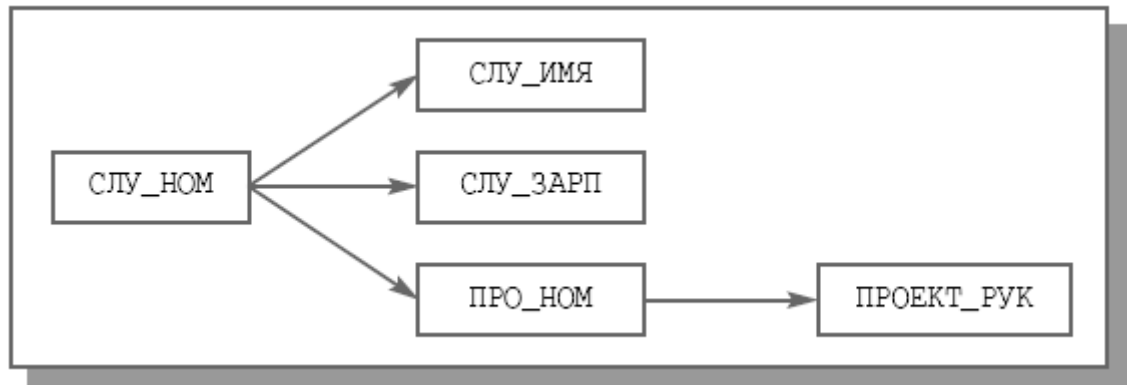 СЛУ_ИМЯ
СЛУ_НОМ
СЛУ_ЗАРП
ПРО_НОМ
ПРОЕКТ_РУК